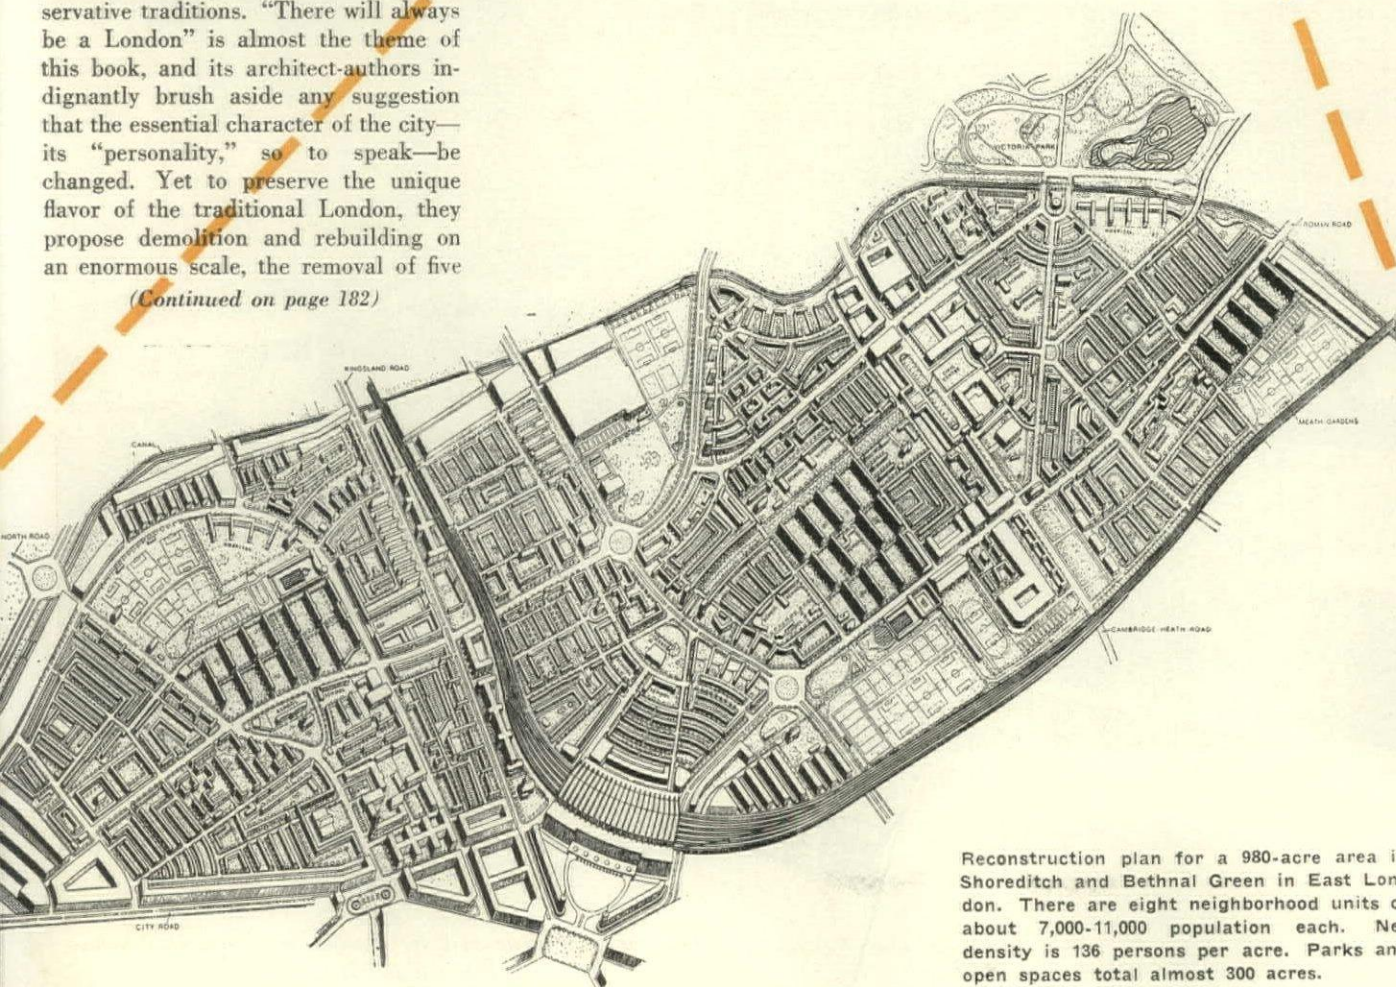 servative traditions. “There will always
be a London” is almost the theme of
this book, and its architect-authors in-
dignantly brush aside any suggestion
that the essential character of the city—
its “personality,” so to speak—be
changed. Yet to preserve the unique
flavor of the traditional London, they
propose demolition and rebuilding on
an enormous scale, the removal of five
(Continued on page 182)
VICTORIA PARK
ROMAN ROAD
HOSPITAL
KINGSLAND ROAD
CANAL
MEATH GARDENS
NORTH ROAD
HOSPITAL
CAMBRIDGE HEATH ROAD
CITY ROAD
Reconstruction plan for a 980-acre area i
Shoreditch and Bethnal Green in East Lon
don. There are eight neighborhood units o
about 7,000-11,000 population each. Ne
density is 136 persons per acre. Parks an
open spaces total almost 300 acres.